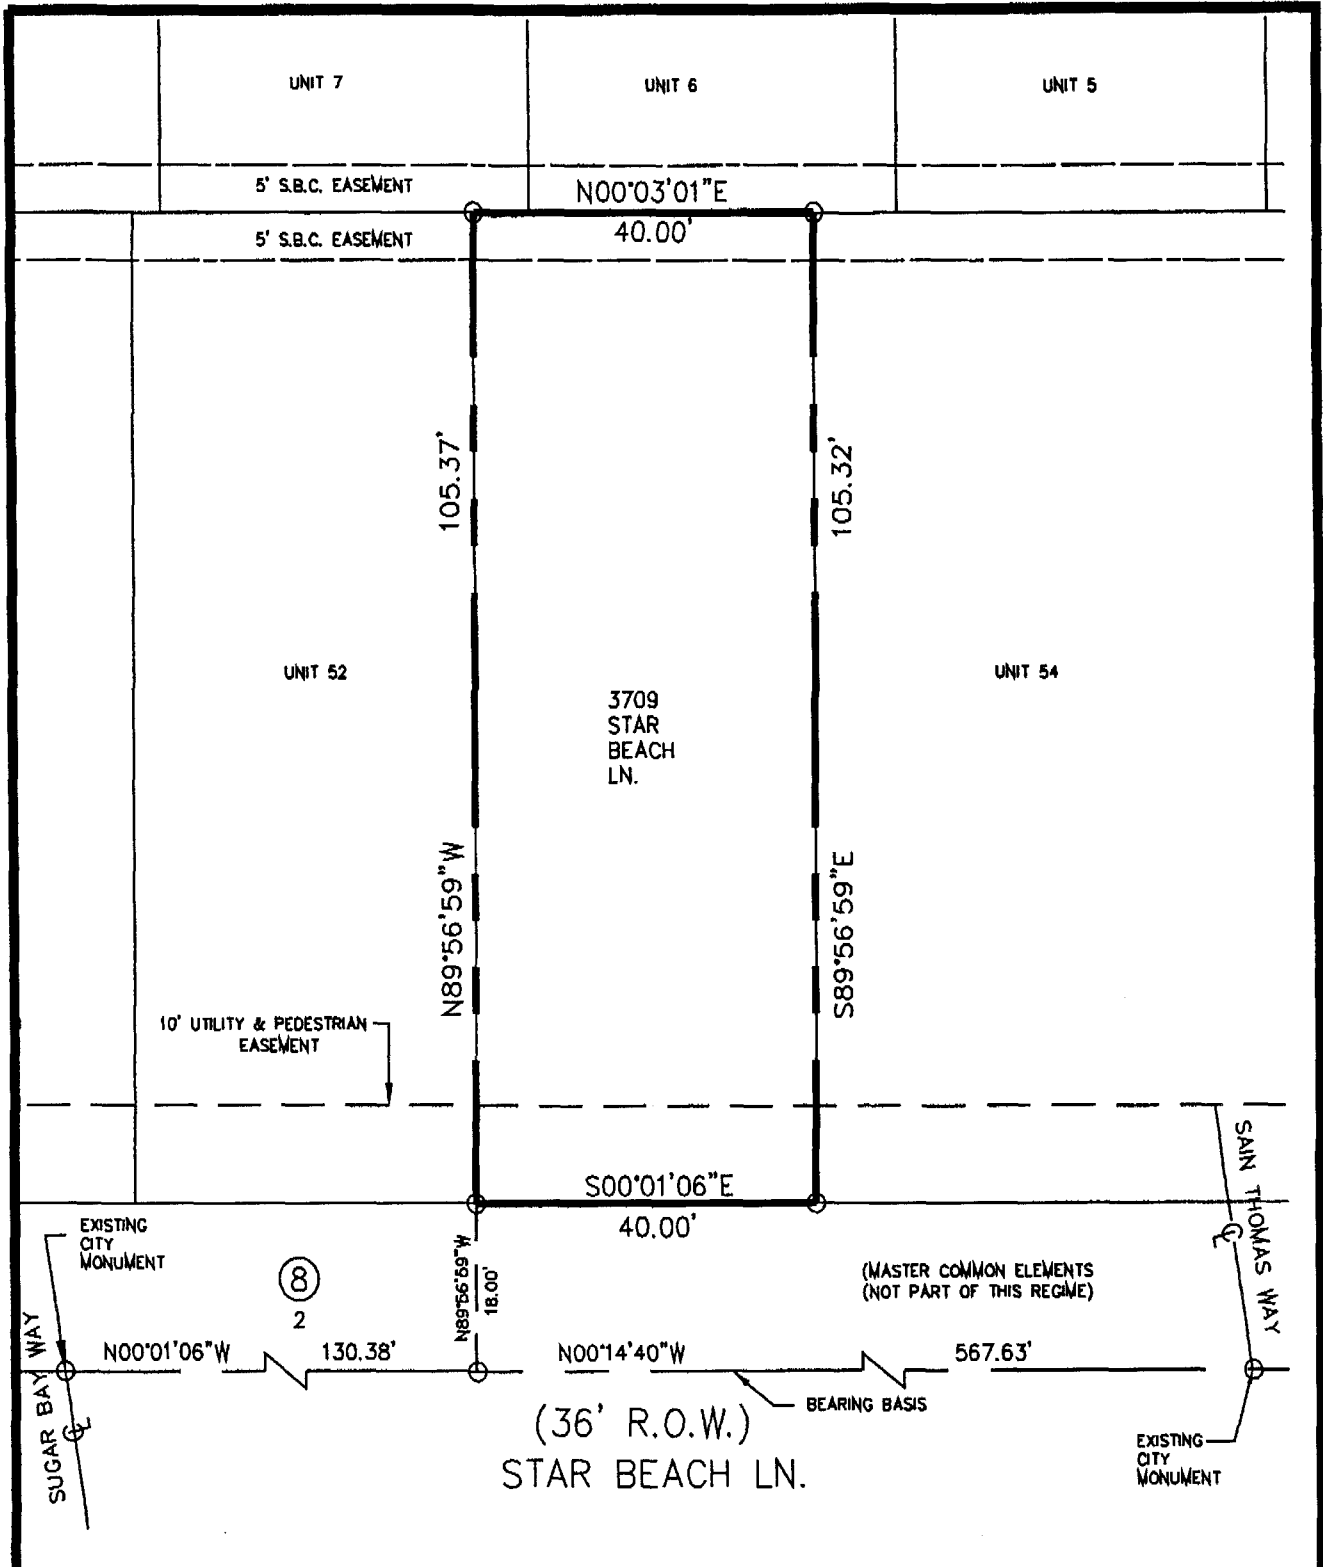 UNIT 7
UNIT 6
UNIT 5
5' S.B.C. EASEMENT
N00°03'01"E
40.00'
5' S.B.C. EASEMENT
105.37'
105.32'
UNIT 52
UNIT 54
3709
STAR
BEACH
LN.
N89°56'59"W
S89°56'59"E
10' UTILITY & PEDESTRIAN
EASEMENT
S00°01'06"E
40.00'
EXISTING
CITY
MONUMENT
8
2
N89°56'59"W
18.00'
(MASTER COMMON ELEMENTS
(NOT PART OF THIS REGIME)
SAIN THOMAS WAY
N00°01'06"W
130.38'
N00°14'40"W
567.63'
BEARING BASIS
SUGAR BAY WAY
(36' R.O.W.)
STAR BEACH LN.
EXISTING
CITY
MONUMENT